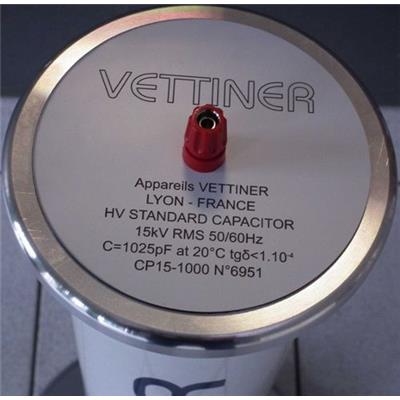 VETTINER
Appareils VETTINER
LYON - FRANCE
HV STANDARD CAPACITOR
15kV RMS 50/60Hz
C=1025pF at 20°C tgδ<1.10⁻⁴
CP15-1000 N°6951